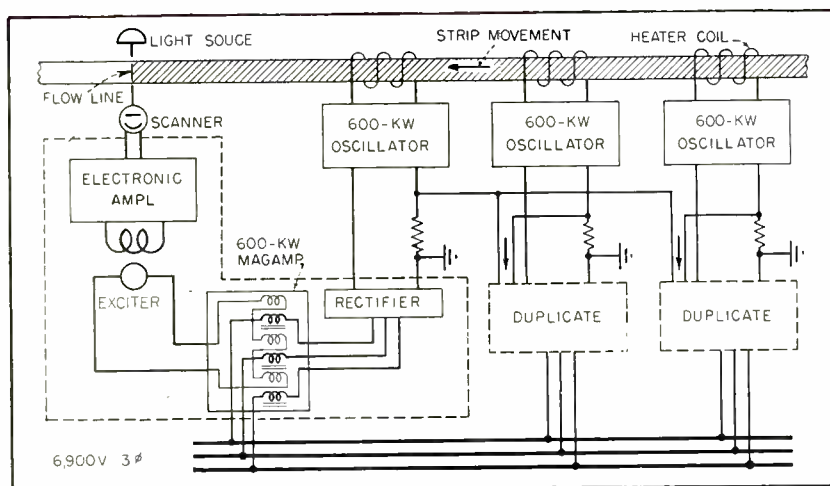 LIGHT SOUCE
STRIP MOVEMENT
HEATER COIL
FLOW LINE
SCANNER
600-KW
OSCILLATOR
600-KW
OSCILLATOR
600-KW
OSCILLATOR
ELECTRONIC
AMPL
600-KW
MAGAMP
EXCITER
RECTIFIER
DUPLICATE
DUPLICATE
6,900V 3ø